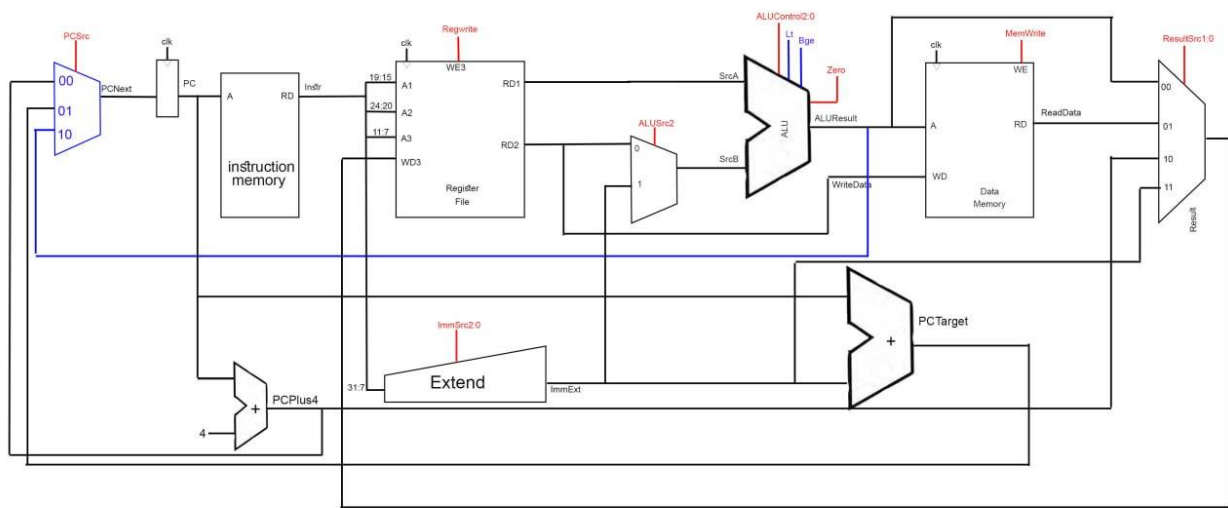 PCSrc
00
01
10
PCNext
clk
PC
A
RD
instruction
memory
Instr
19:15
24:20
11:7
clk
Regwrite
WE3
A1
A2
A3
WD3
RD1
RD2
Register
File
ALUSrc2
0
1
SrcA
SrcB
ALUControl2:0
Lt
Bge
Zero
ALU
ALUResult
WriteData
clk
MemWrite
WE
A
RD
WD
Data
Memory
ReadData
ResultSrc1:0
00
01
10
11
Result
ImmSrc2:0
31:7
Extend
ImmExt
+
PCTarget
4
+
PCPlus4